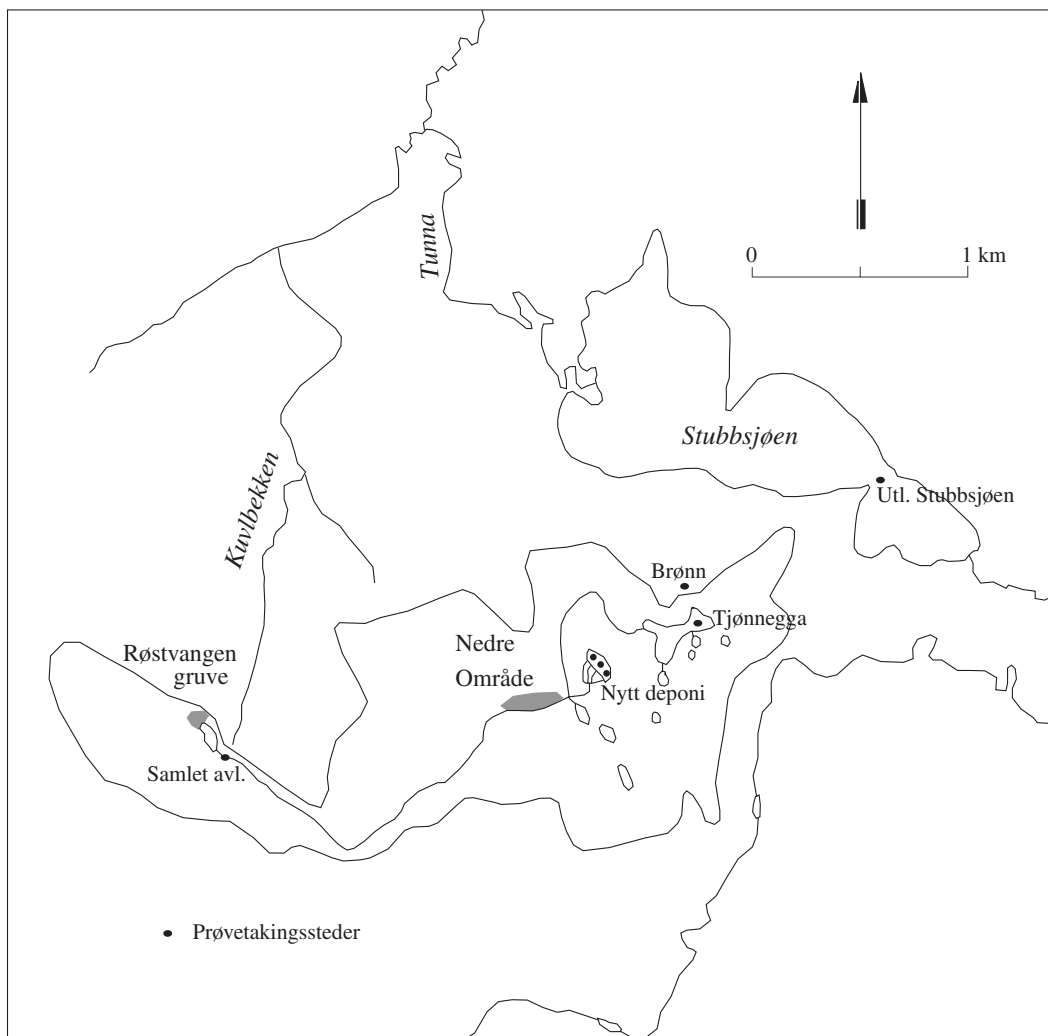 Tunna
0
1 km
Stubbsjøen
Utl. Stubbsjøen
Kuvlbekken
Brønn
Tjønnegga
Nedre
Område
Nytt deponi
Røstvangen
gruve
Samlet avl.
Prøvetakingssteder